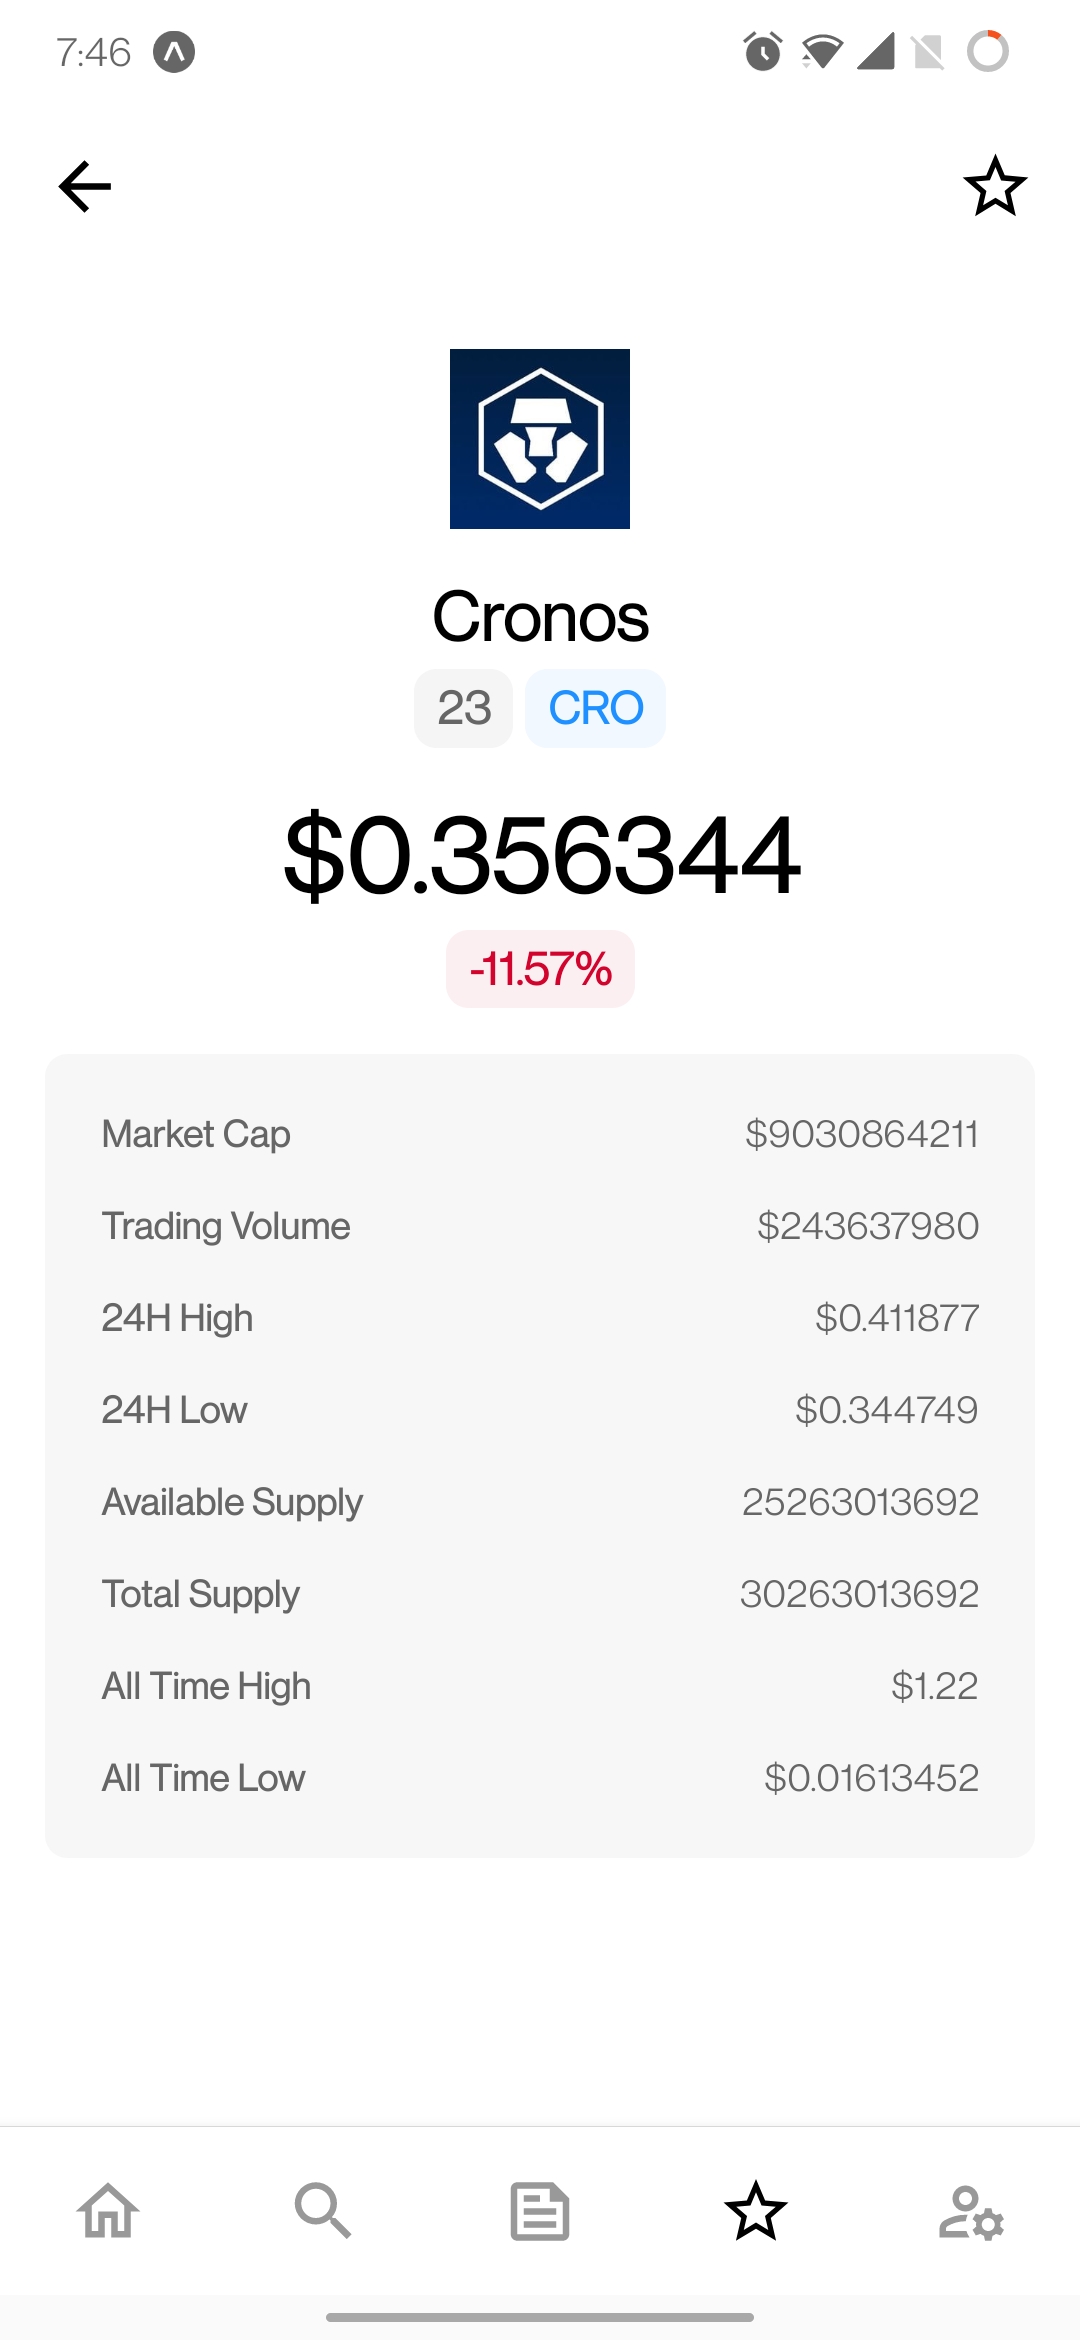 7:46
Cronos
23 CRO
$0.356344
-11.57%
Market Cap $9030864211
Trading Volume $243637980
24H High $0.411877
24H Low $0.344749
Available Supply 25263013692
Total Supply 30263013692
All Time High $1.22
All Time Low $0.01613452